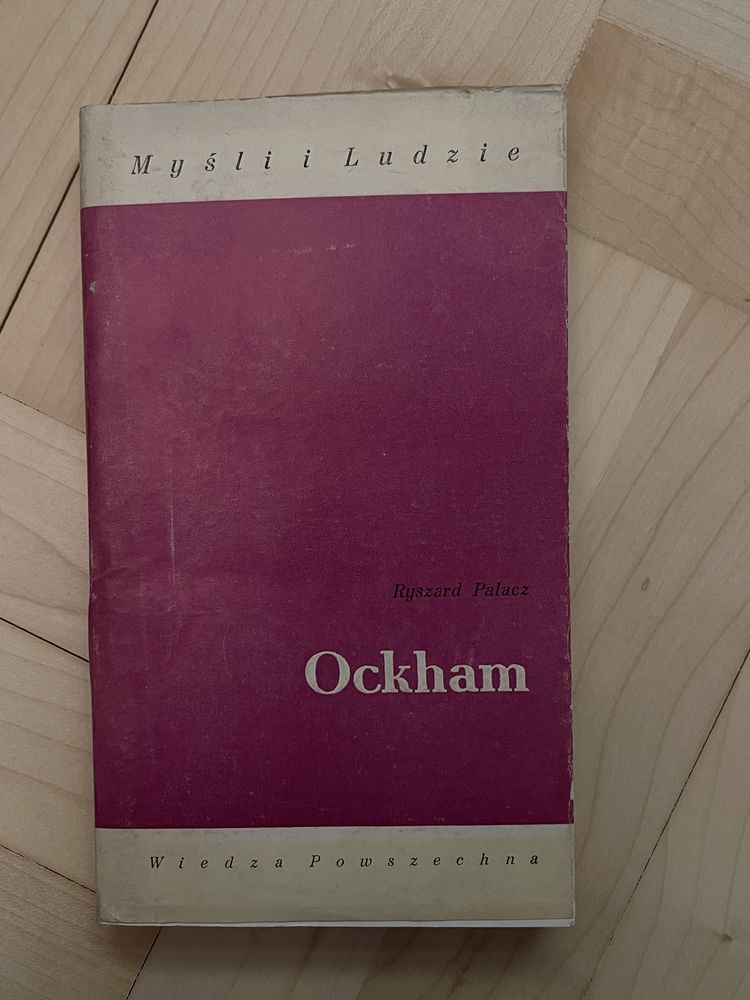 Myśli i Ludzie
Ryszard Palacz
Ockham
Wiedza Powszechna